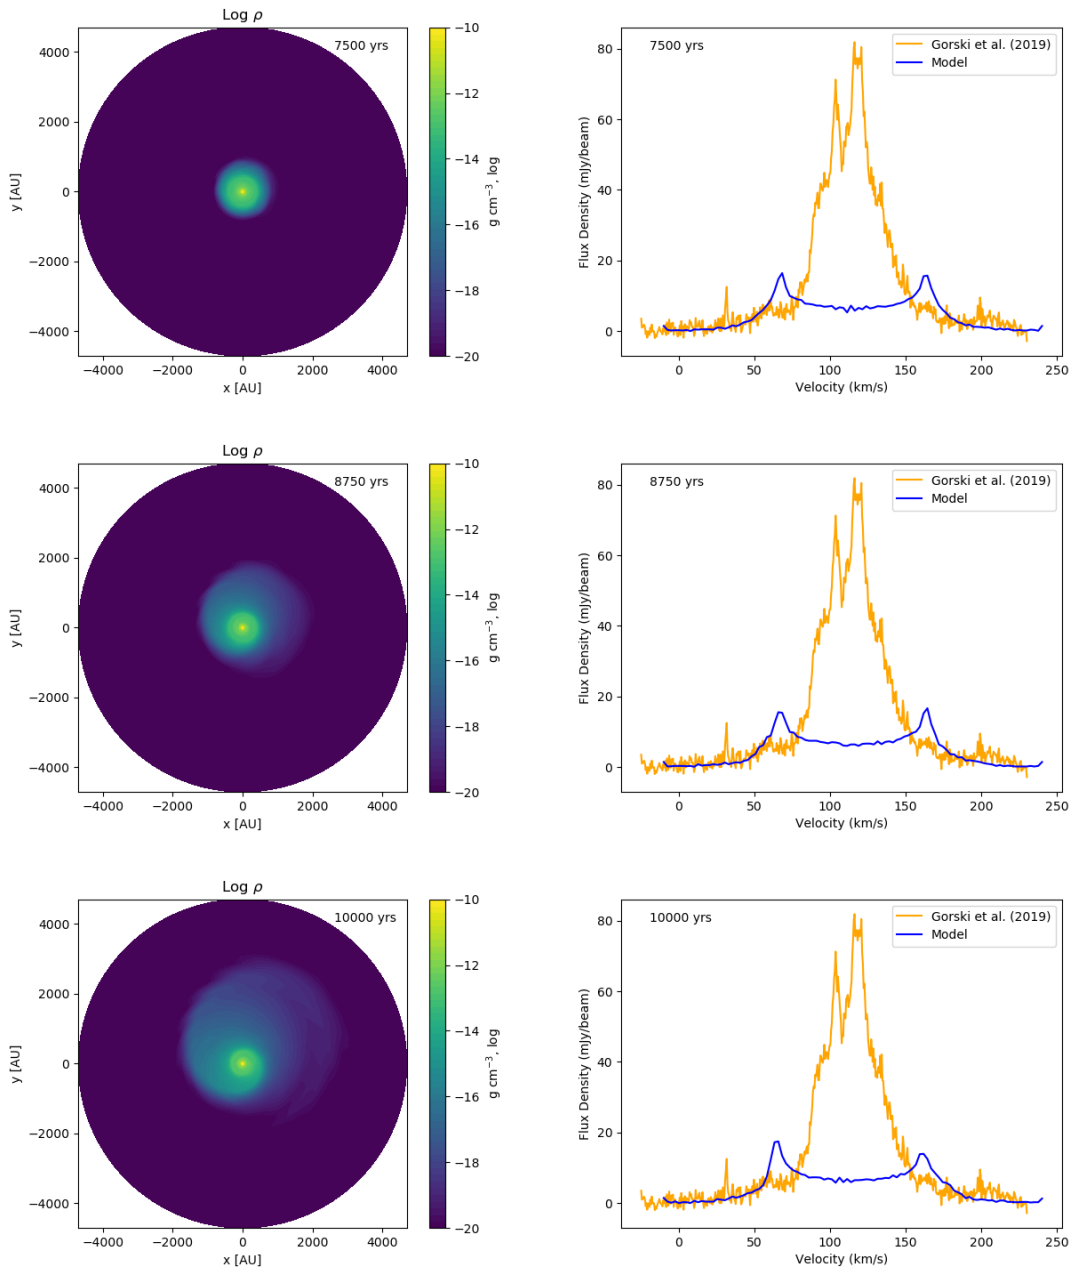 Log ρ
7500 yrs
4000
2000
0
−2000
−4000
y [AU]
−4000 −2000 0 2000 4000
x [AU]
−10
−12
−14
−16
−18
−20
g cm⁻³, log
7500 yrs
Gorski et al. (2019)
Model
80
60
40
20
0
Flux Density (mJy/beam)
0 50 100 150 200 250
Velocity (km/s)
Log ρ
8750 yrs
4000
2000
0
−2000
−4000
y [AU]
−4000 −2000 0 2000 4000
x [AU]
−10
−12
−14
−16
−18
−20
g cm⁻³, log
8750 yrs
Gorski et al. (2019)
Model
80
60
40
20
0
Flux Density (mJy/beam)
0 50 100 150 200 250
Velocity (km/s)
Log ρ
10000 yrs
4000
2000
0
−2000
−4000
y [AU]
−4000 −2000 0 2000 4000
x [AU]
−10
−12
−14
−16
−18
−20
g cm⁻³, log
10000 yrs
Gorski et al. (2019)
Model
80
60
40
20
0
Flux Density (mJy/beam)
0 50 100 150 200 250
Velocity (km/s)